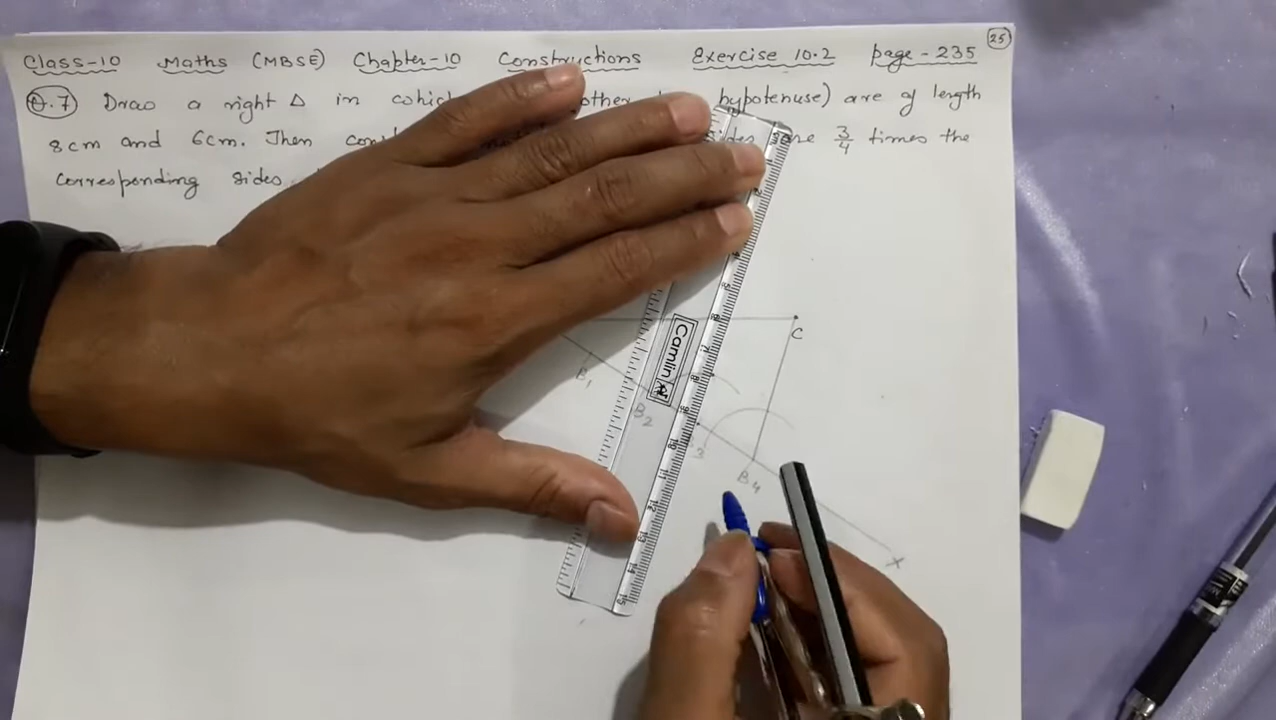 25
Class-10 Maths (MBSE) Chapter-10 Constructions Exercise 10.2 page-235
Q.7 Draw a right Δ in which other hypotenuse) are of length
8cm and 6cm. Then sides are 3/4 times the
corresponding sides
C
B1
Camlin
B2
3
B4
X